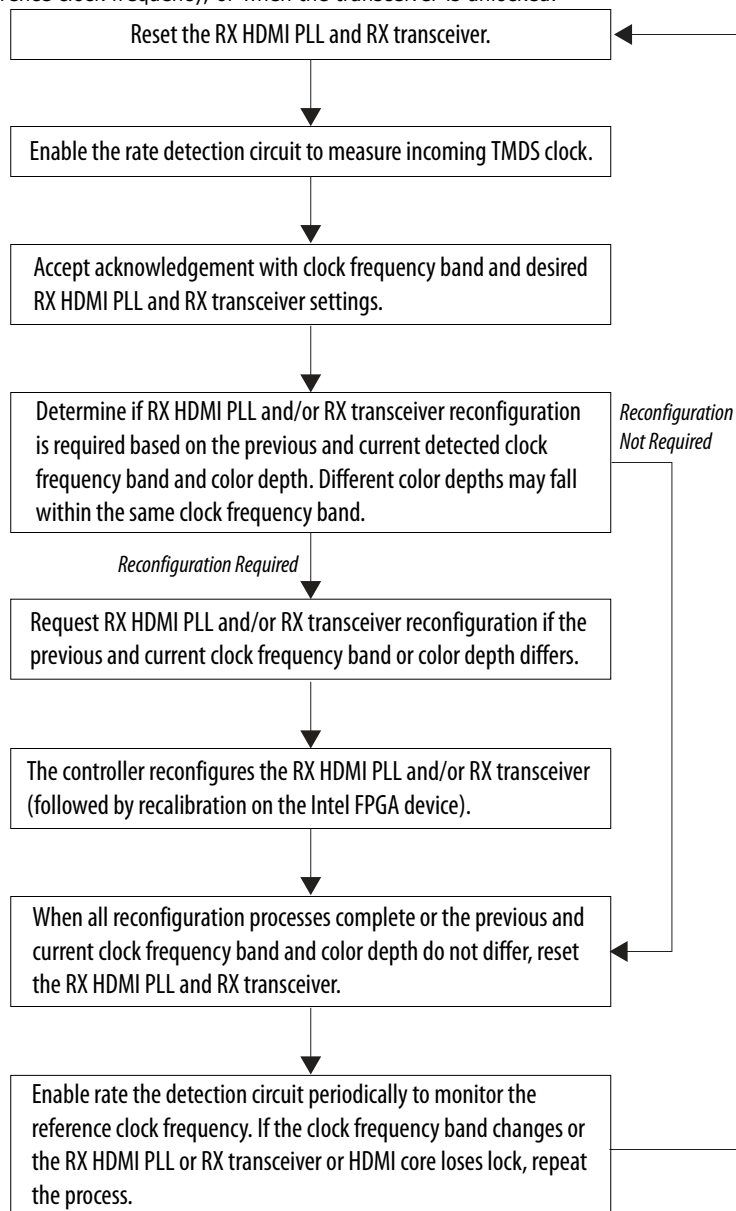 clock frequency, or when the transceiver is unlocked.
Reset the RX HDMI PLL and RX transceiver.
Enable the rate detection circuit to measure incoming TMDS clock.
Accept acknowledgement with clock frequency band and desired
RX HDMI PLL and RX transceiver settings.
Determine if RX HDMI PLL and/or RX transceiver reconfiguration
is required based on the previous and current detected clock
frequency band and color depth. Different color depths may fall
within the same clock frequency band.
Reconfiguration
Not Required
Reconfiguration Required
Request RX HDMI PLL and/or RX transceiver reconfiguration if the
previous and current clock frequency band or color depth differs.
The controller reconfigures the RX HDMI PLL and/or RX transceiver
(followed by recalibration on the Intel FPGA device).
When all reconfiguration processes complete or the previous and
current clock frequency band and color depth do not differ, reset
the RX HDMI PLL and RX transceiver.
Enable rate the detection circuit periodically to monitor the
reference clock frequency. If the clock frequency band changes or
the RX HDMI PLL or RX transceiver or HDMI core loses lock, repeat
the process.